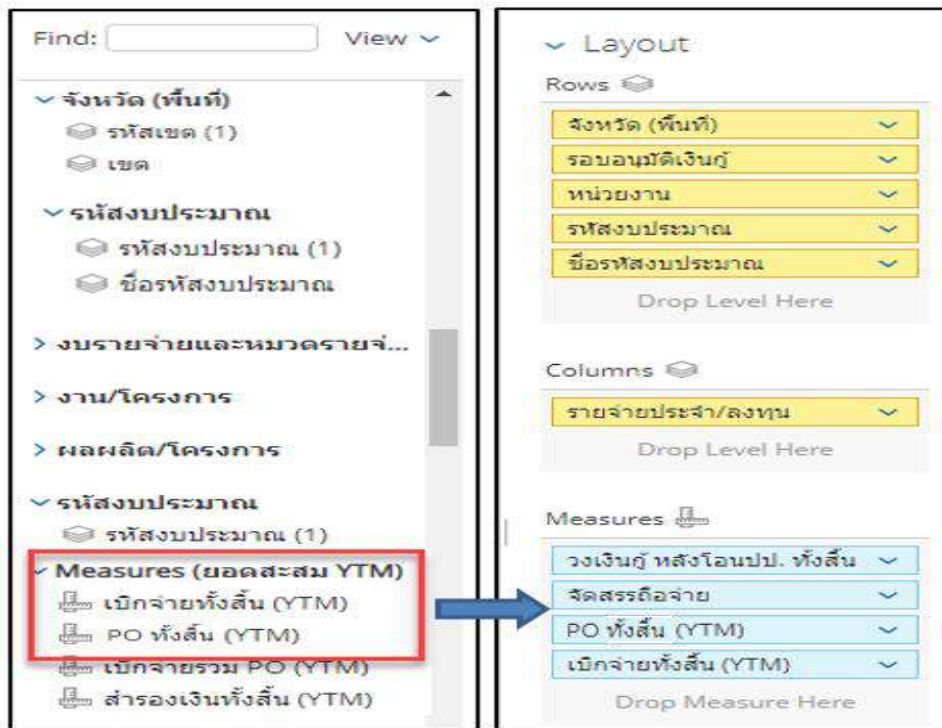 Find:
View
จังหวัด (พื้นที่)
รหัสเขต (1)
เขต
รหัสงบประมาณ
รหัสงบประมาณ (1)
ชื่อรหัสงบประมาณ
งบรายจ่ายและหมวดรายจ่...
งาน/โครงการ
ผลผลิต/โครงการ
รหัสงบประมาณ
รหัสงบประมาณ (1)
Measures (ยอดสะสม YTM)
เบิกจ่ายทั้งสิ้น (YTM)
PO ทั้งสิ้น (YTM)
เบิกจ่ายรวม PO (YTM)
สำรองเงินทั้งสิ้น (YTM)
Layout
Rows
จังหวัด (พื้นที่)
รอบอนุมัติเงินกู้
หน่วยงาน
รหัสงบประมาณ
ชื่อรหัสงบประมาณ
Drop Level Here
Columns
รายจ่ายประจำ/ลงทุน
Drop Level Here
Measures
วงเงินกู้ หลังโอนปป. ทั้งสิ้น
จัดสรรถือจ่าย
PO ทั้งสิ้น (YTM)
เบิกจ่ายทั้งสิ้น (YTM)
Drop Measure Here